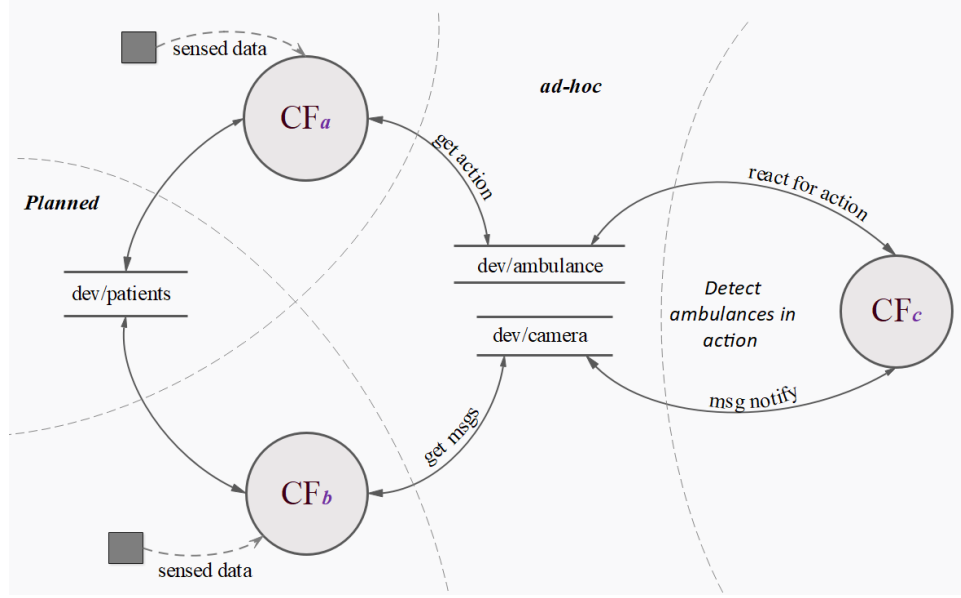 sensed data
CFa
ad-hoc
get action
react for action
Planned
dev/patients
dev/ambulance
Detect
ambulances in
action
CFc
dev/camera
msg notify
get msgs
CFb
sensed data